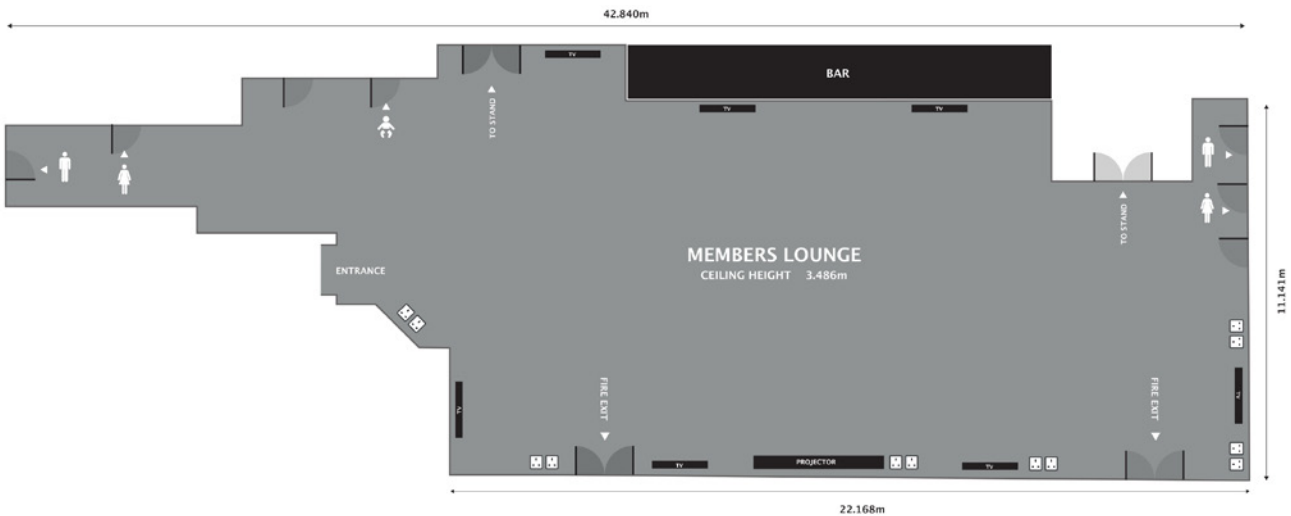 42.840m
TV
BAR
TV
TV
TO STAND
TO STAND
MEMBERS LOUNGE
CEILING HEIGHT 3.486m
ENTRANCE
11.141m
FIRE EXIT
FIRE EXIT
TV
TV
TV
PROJECTOR
TV
22.168m